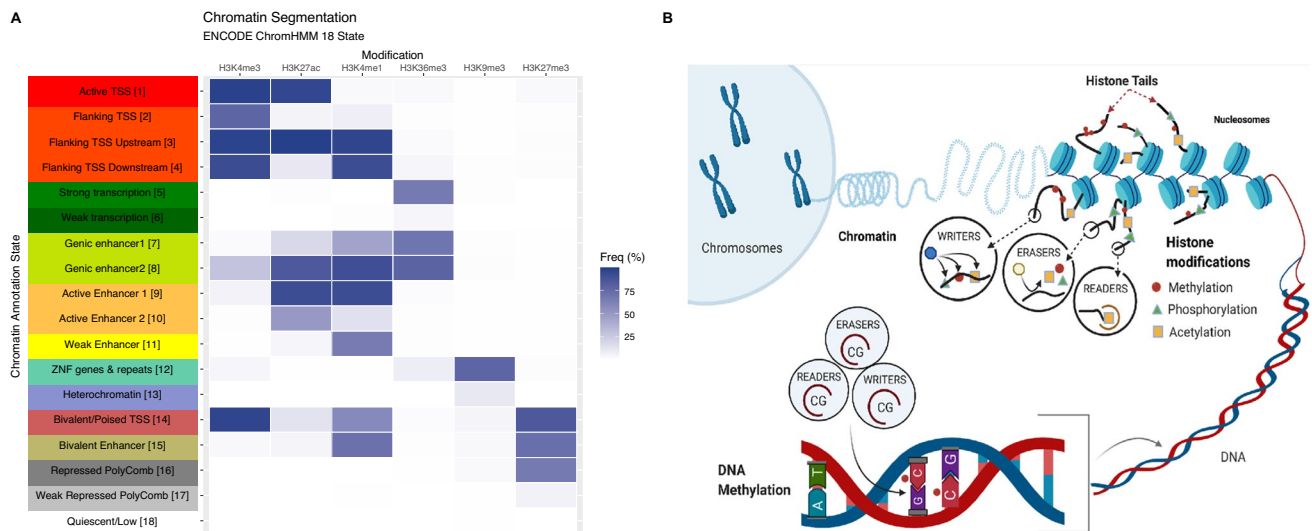 A
Chromatin Segmentation
ENCODE ChromHMM 18 State
Modification
H3K4me3 H3K27ac H3K4me1 H3K36me3 H3K9me3 H3K27me3
Chromatin Annotation State
Active TSS [1]
Flanking TSS [2]
Flanking TSS Upstream [3]
Flanking TSS Downstream [4]
Strong transcription [5]
Weak transcription [6]
Genic enhancer1 [7]
Genic enhancer2 [8]
Active Enhancer 1 [9]
Active Enhancer 2 [10]
Weak Enhancer [11]
ZNF genes & repeats [12]
Heterochromatin [13]
Bivalent/Poised TSS [14]
Bivalent Enhancer [15]
Repressed PolyComb [16]
Weak Repressed PolyComb [17]
Quiescent/Low [18]
Freq (%)
75
50
25
B
Histone Tails
Nucleosomes
Chromosomes
Chromatin
WRITERS
ERASERS
READERS
Histone
modifications
Methylation
Phosphorylation
Acetylation
ERASERS
CG
READERS
CG
WRITERS
CG
DNA
Methylation
A
T
G
C
C
G
DNA